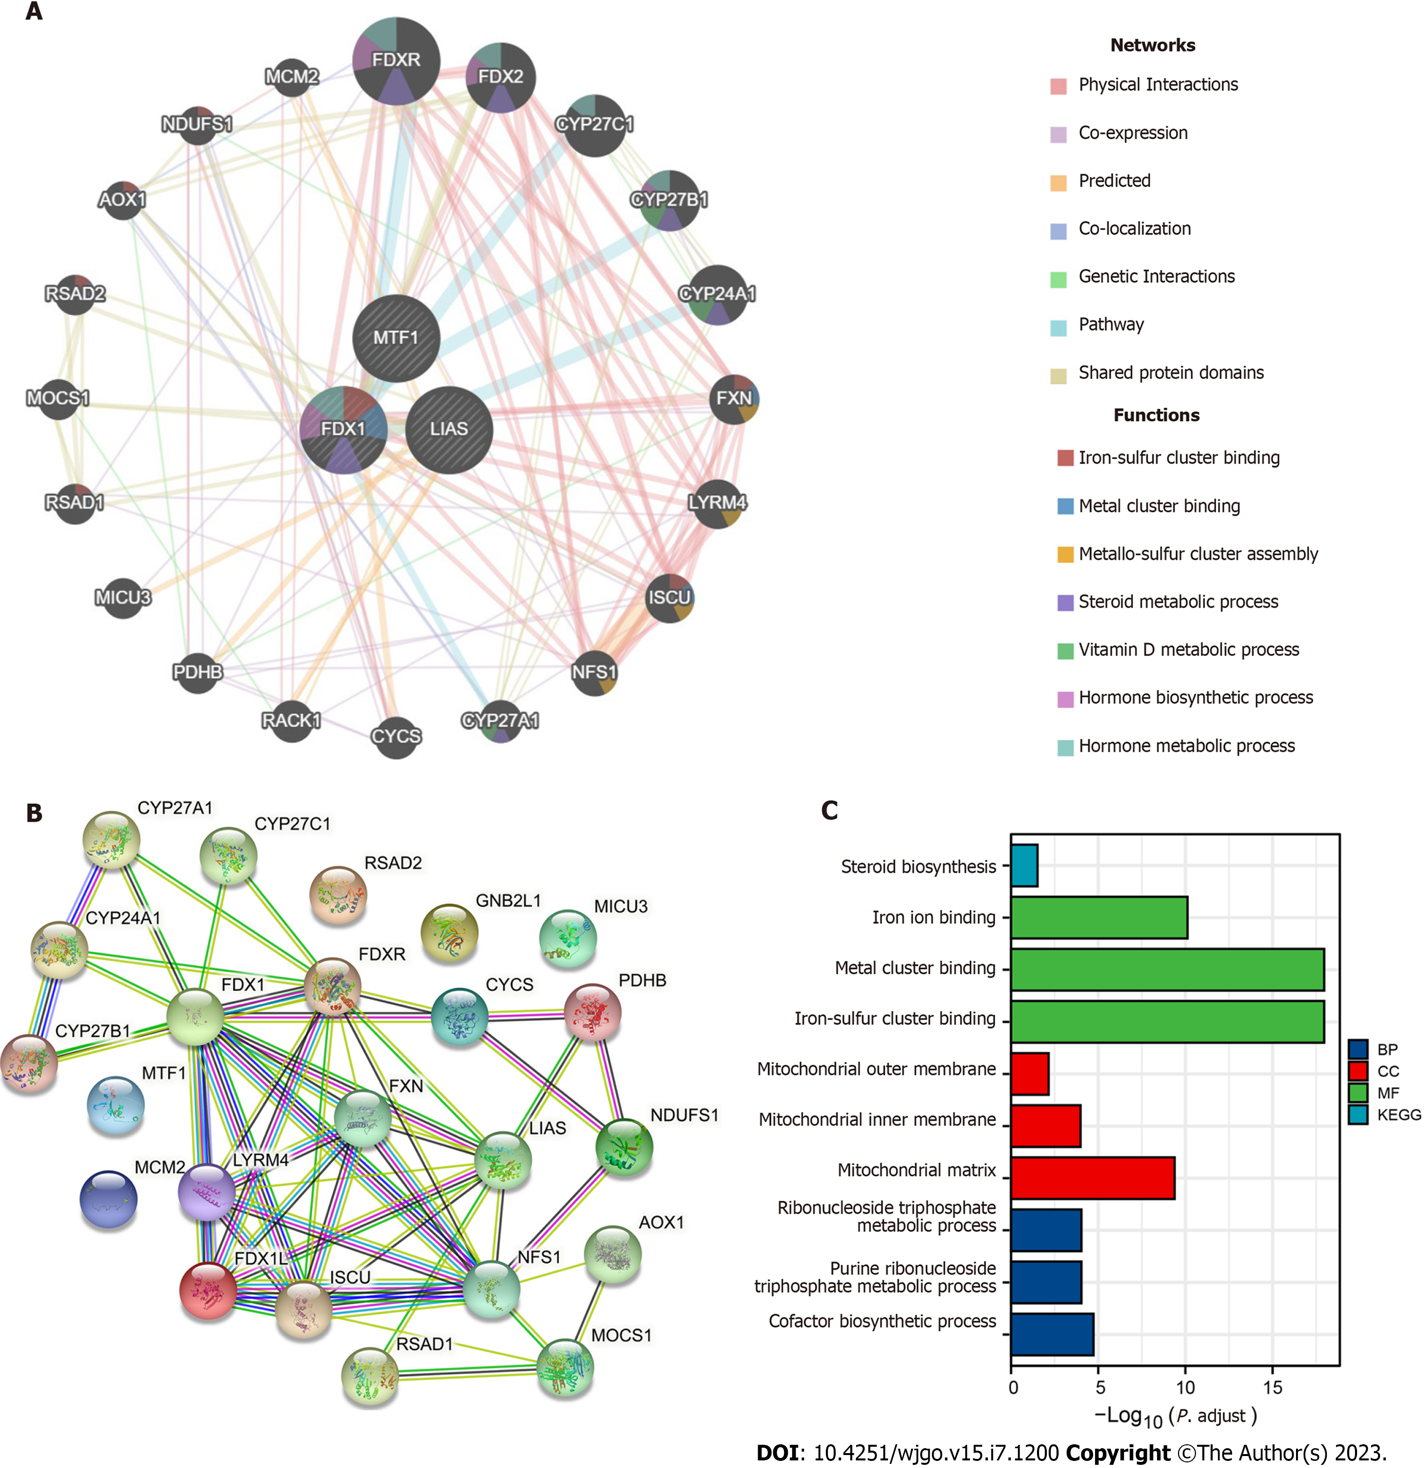 A
FDXR
FDX2
MCM2
NDUFS1
CYP27C1
AOX1
CYP27B1
RSAD2
CYP24A1
MTF1
MOCS1
FXN
FDX1
LIAS
RSAD1
LYRM4
MICU3
ISCU
PDHB
NFS1
RACK1
CYP27A1
CYCS
Networks
Physical Interactions
Co-expression
Predicted
Co-localization
Genetic Interactions
Pathway
Shared protein domains
Functions
Iron-sulfur cluster binding
Metal cluster binding
Metallo-sulfur cluster assembly
Steroid metabolic process
Vitamin D metabolic process
Hormone biosynthetic process
Hormone metabolic process
B
CYP27A1
CYP27C1
RSAD2
GNB2L1
MICU3
CYP24A1
FDXR
FDX1
CYCS
PDHB
CYP27B1
MTF1
FXN
NDUFS1
LIAS
MCM2
LYRM4
AOX1
FDX1L
NFS1
ISCU
RSAD1
MOCS1
C
Steroid biosynthesis
Iron ion binding
Metal cluster binding
Iron-sulfur cluster binding
Mitochondrial outer membrane
Mitochondrial inner membrane
Mitochondrial matrix
Ribonucleoside triphosphate
metabolic process
Purine ribonucleoside
triphosphate metabolic process
Cofactor biosynthetic process
0 5 10 15
−Log10 (P. adjust )
BP
CC
MF
KEGG
DOI: 10.4251/wjgo.v15.i7.1200 Copyright ©The Author(s) 2023.